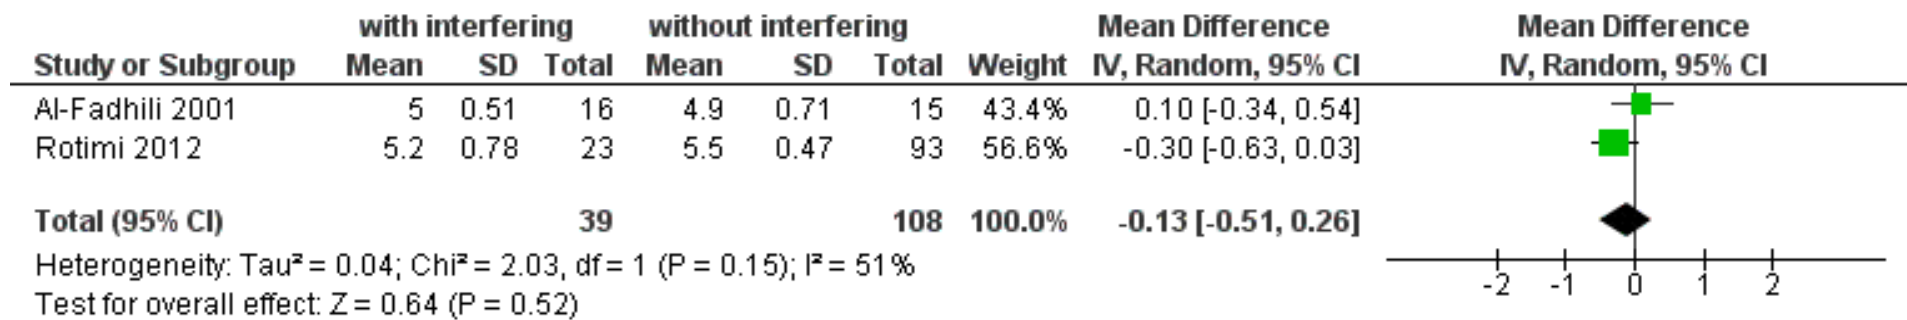 with interfering without interfering Mean Difference Mean Difference
Study or Subgroup Mean SD Total Mean SD Total Weight IV, Random, 95% CI IV, Random, 95% CI
Al-Fadhili 2001 5 0.51 16 4.9 0.71 15 43.4% 0.10 [-0.34, 0.54]
Rotimi 2012 5.2 0.78 23 5.5 0.47 93 56.6% -0.30 [-0.63, 0.03]
Total (95% CI) 39 108 100.0% -0.13 [-0.51, 0.26]
Heterogeneity: Tau² = 0.04; Chi² = 2.03, df = 1 (P = 0.15); I² = 51%
Test for overall effect: Z = 0.64 (P = 0.52)
-2 -1 0 1 2